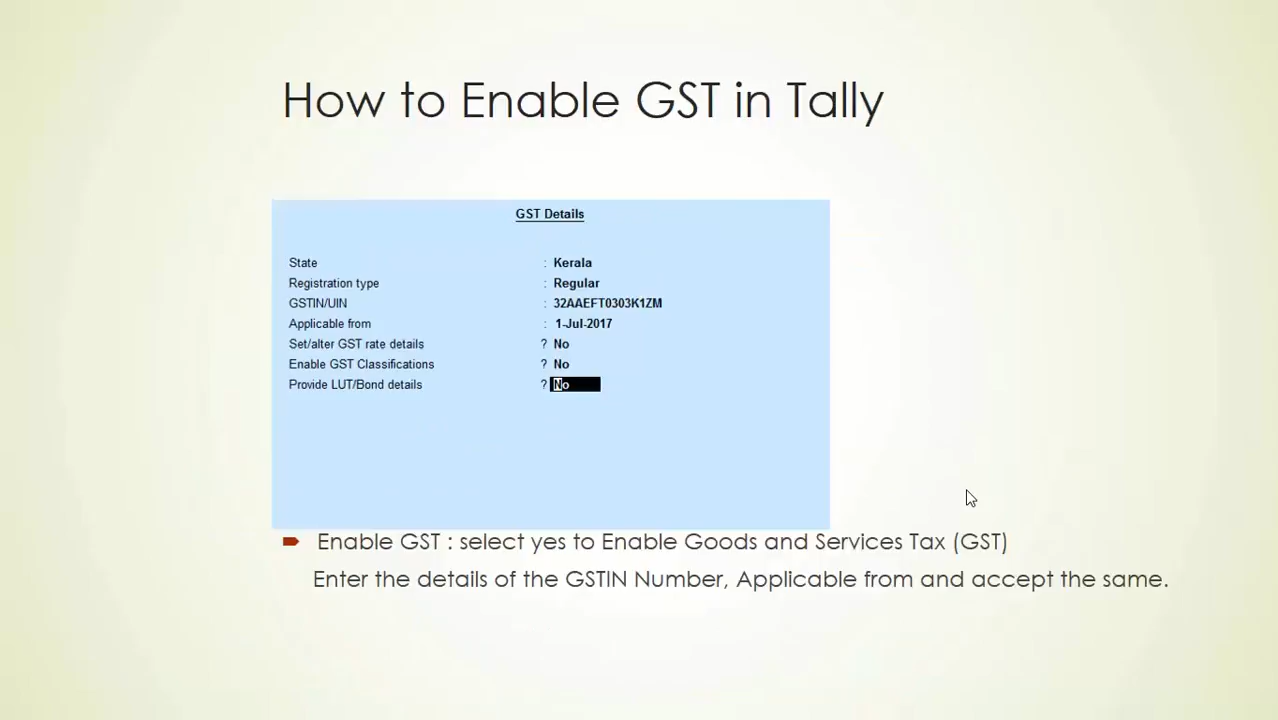 How to Enable GST in Tally
GST Details
State : Kerala
Registration type : Regular
GSTIN/UIN : 32AAEFT0303K1ZM
Applicable from : 1-Jul-2017
Set/alter GST rate details ? No
Enable GST Classifications ? No
Provide LUT/Bond details ? No
Enable GST : select yes to Enable Goods and Services Tax (GST)
Enter the details of the GSTIN Number, Applicable from and accept the same.